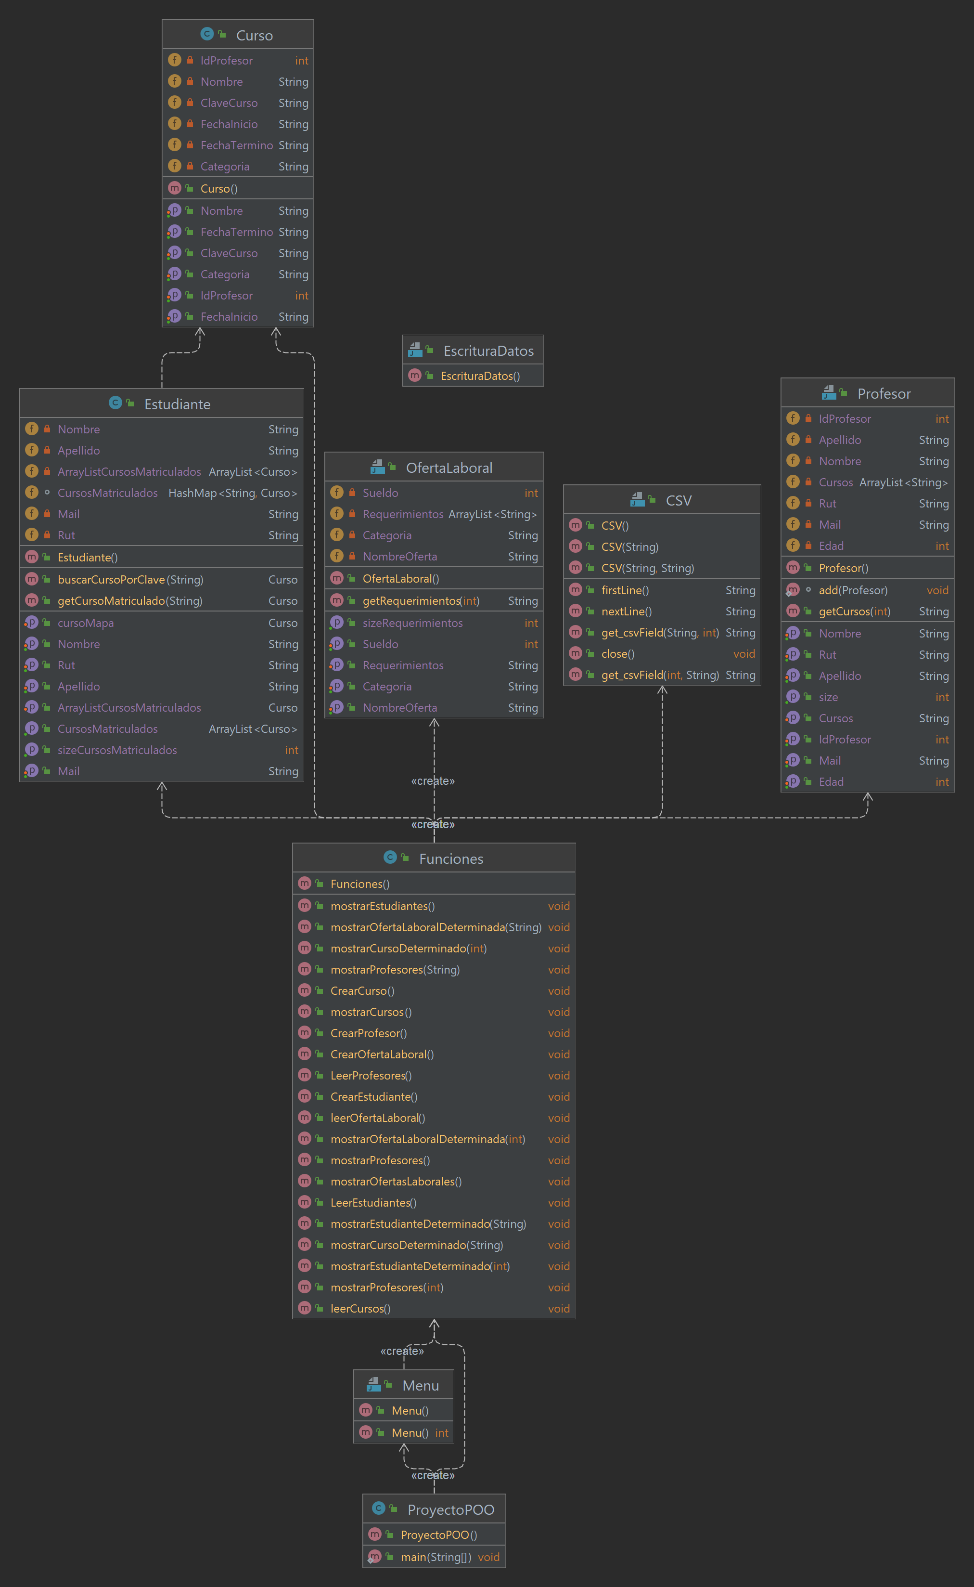 Curso
IdProfesor int
Nombre String
ClaveCurso String
FechaInicio String
FechaTermino String
Categoria String
Curso()
Nombre String
FechaTermino String
ClaveCurso String
Categoria String
IdProfesor int
FechaInicio String
EscrituraDatos
EscrituraDatos()
Estudiante
Nombre String
Apellido String
ArrayListCursosMatriculados ArrayList<Curso>
CursosMatriculados HashMap<String, Curso>
Mail String
Rut String
Estudiante()
buscarCursoPorClave(String) Curso
getCursoMatriculado(String) Curso
cursoMapa Curso
Nombre String
Rut String
Apellido String
ArrayListCursosMatriculados Curso
CursosMatriculados ArrayList<Curso>
sizeCursosMatriculados int
Mail String
OfertaLaboral
Sueldo int
Requerimientos ArrayList<String>
Categoria String
NombreOferta String
OfertaLaboral()
getRequerimientos(int) String
sizeRequerimientos int
Sueldo int
Requerimientos String
Categoria String
NombreOferta String
CSV
CSV()
CSV(String)
CSV(String, String)
firstLine() String
nextLine() String
get_csvField(String, int) String
close() void
get_csvField(int, String) String
Profesor
IdProfesor int
Apellido String
Nombre String
Cursos ArrayList<String>
Rut String
Mail String
Edad int
Profesor()
add(Profesor) void
getCursos(int) String
Nombre String
Rut String
Apellido String
size int
Cursos String
IdProfesor int
Mail String
Edad int
«create»
«create»
Funciones
Funciones()
mostrarEstudiantes() void
mostrarOfertaLaboralDeterminada(String) void
mostrarCursoDeterminado(int) void
mostrarProfesores(String) void
CrearCurso() void
mostrarCursos() void
CrearProfesor() void
CrearOfertaLaboral() void
LeerProfesores() void
CrearEstudiante() void
leerOfertaLaboral() void
mostrarOfertaLaboralDeterminada(int) void
mostrarProfesores() void
mostrarOfertasLaborales() void
LeerEstudiantes() void
mostrarEstudianteDeterminado(String) void
mostrarCursoDeterminado(String) void
mostrarEstudianteDeterminado(int) void
mostrarProfesores(int) void
leerCursos() void
«create»
Menu
Menu()
Menu() int
«create»
ProyectoPOO
ProyectoPOO()
main(String[]) void